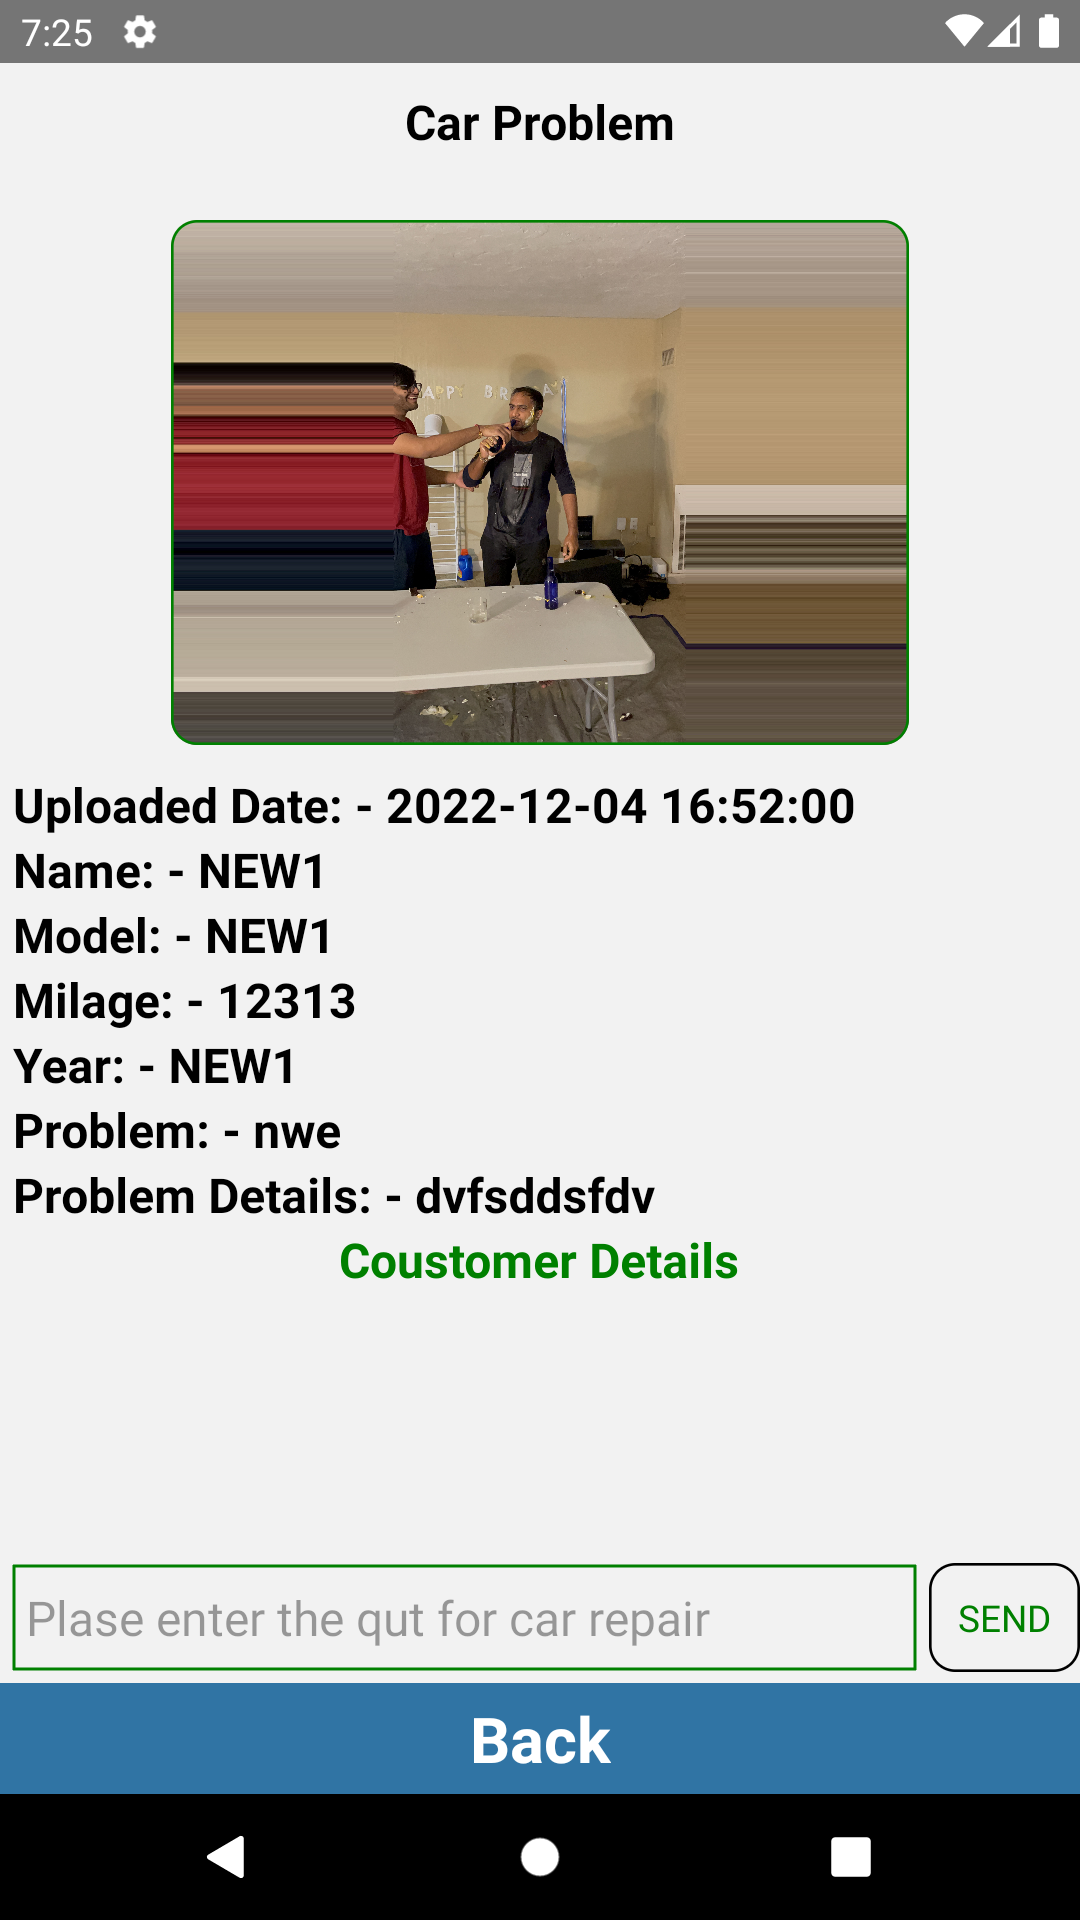 7:25
Car Problem
Uploaded Date: - 2022-12-04 16:52:00
Name: - NEW1
Model: - NEW1
Milage: - 12313
Year: - NEW1
Problem: - nwe
Problem Details: - dvfsddsfdv
Coustomer Details
Plase enter the qut for car repair
SEND
Back